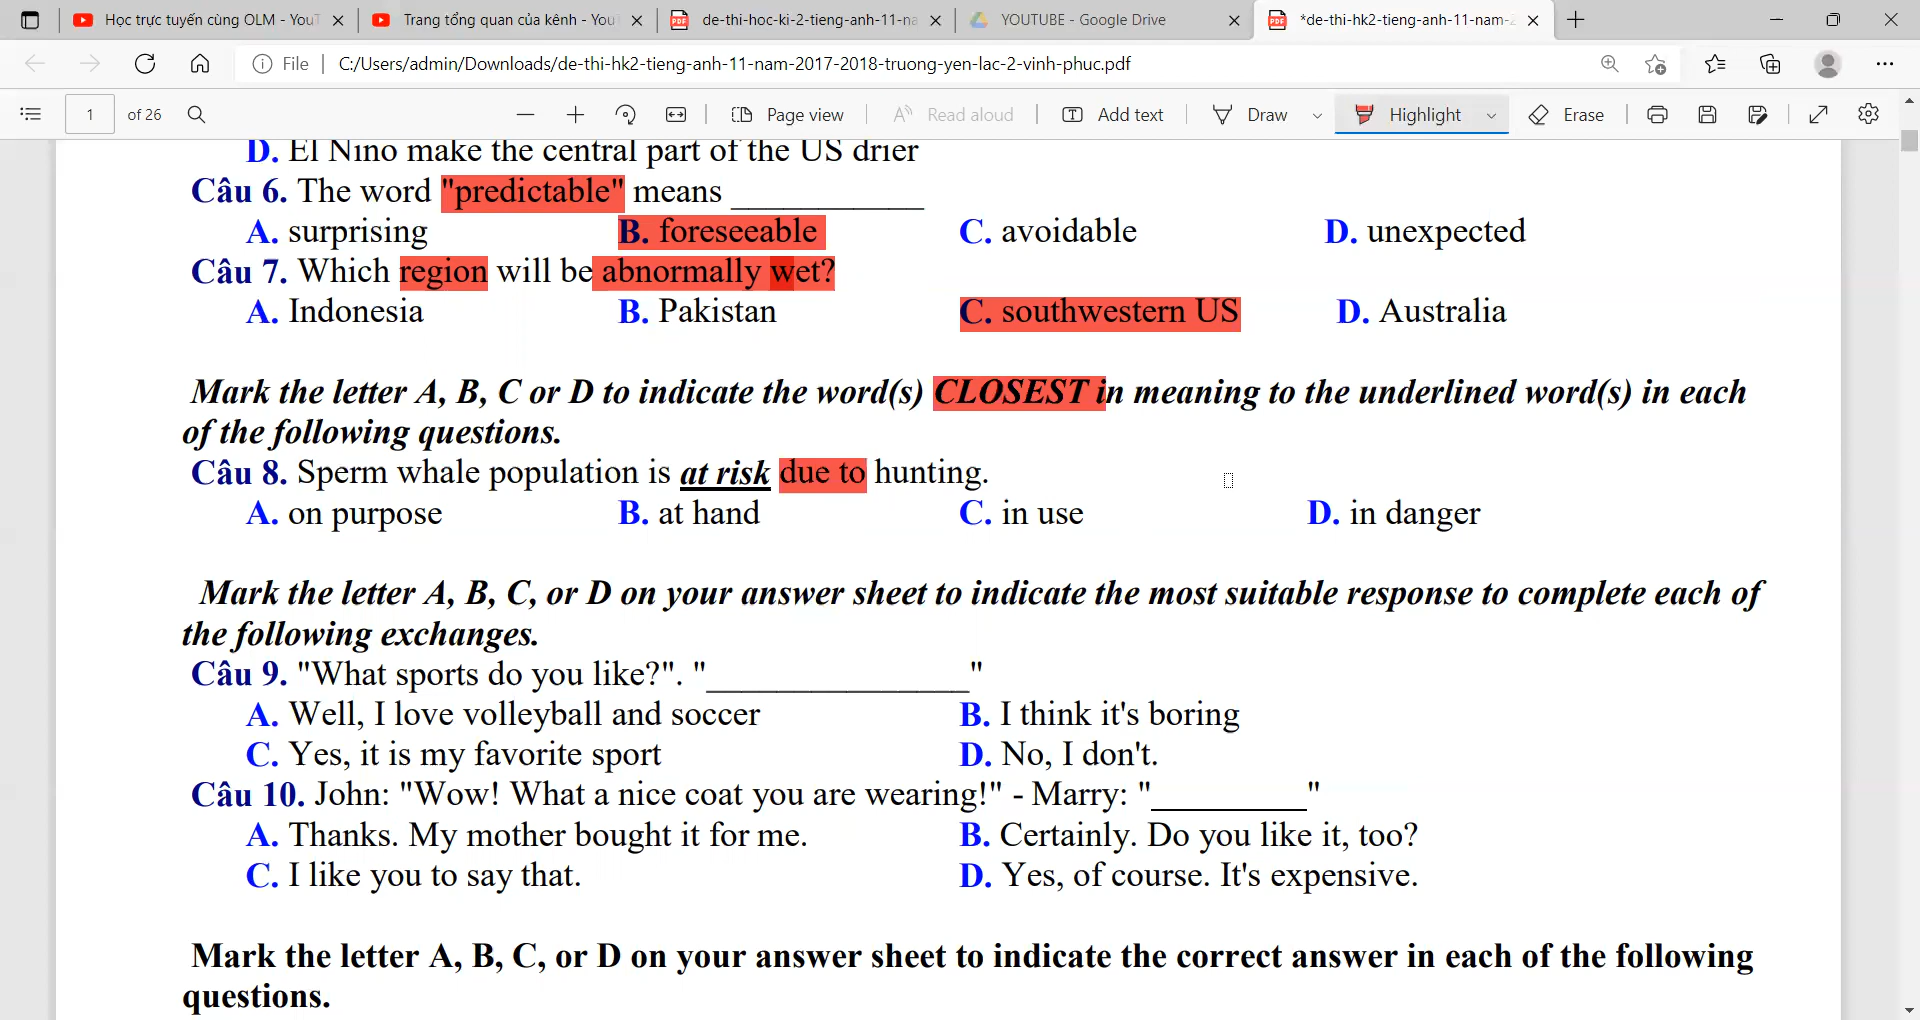 Học trực tuyến cùng OLM - YouT
Trang tổng quan của kênh - You
de-thi-hoc-ki-2-tieng-anh-11-na
YOUTUBE - Google Drive
*de-thi-hk2-tieng-anh-11-nam-2
File
C:/Users/admin/Downloads/de-thi-hk2-tieng-anh-11-nam-2017-2018-truong-yen-lac-2-vinh-phuc.pdf
1 of 26
Page view
Read aloud
Add text
Draw
Highlight
Erase
D. El Nino make the central part of the US drier
Câu 6. The word "predictable" means ___________
A. surprising B. foreseeable C. avoidable D. unexpected
Câu 7. Which region will be abnormally wet?
A. Indonesia B. Pakistan C. southwestern US D. Australia
Mark the letter A, B, C or D to indicate the word(s) CLOSEST in meaning to the underlined word(s) in each
of the following questions.
Câu 8. Sperm whale population is at risk due to hunting.
A. on purpose B. at hand C. in use D. in danger
Mark the letter A, B, C, or D on your answer sheet to indicate the most suitable response to complete each of
the following exchanges.
Câu 9. "What sports do you like?". "_______________"
A. Well, I love volleyball and soccer B. I think it's boring
C. Yes, it is my favorite sport D. No, I don't.
Câu 10. John: "Wow! What a nice coat you are wearing!" - Marry: "_________"
A. Thanks. My mother bought it for me. B. Certainly. Do you like it, too?
C. I like you to say that. D. Yes, of course. It's expensive.
Mark the letter A, B, C, or D on your answer sheet to indicate the correct answer in each of the following
questions.